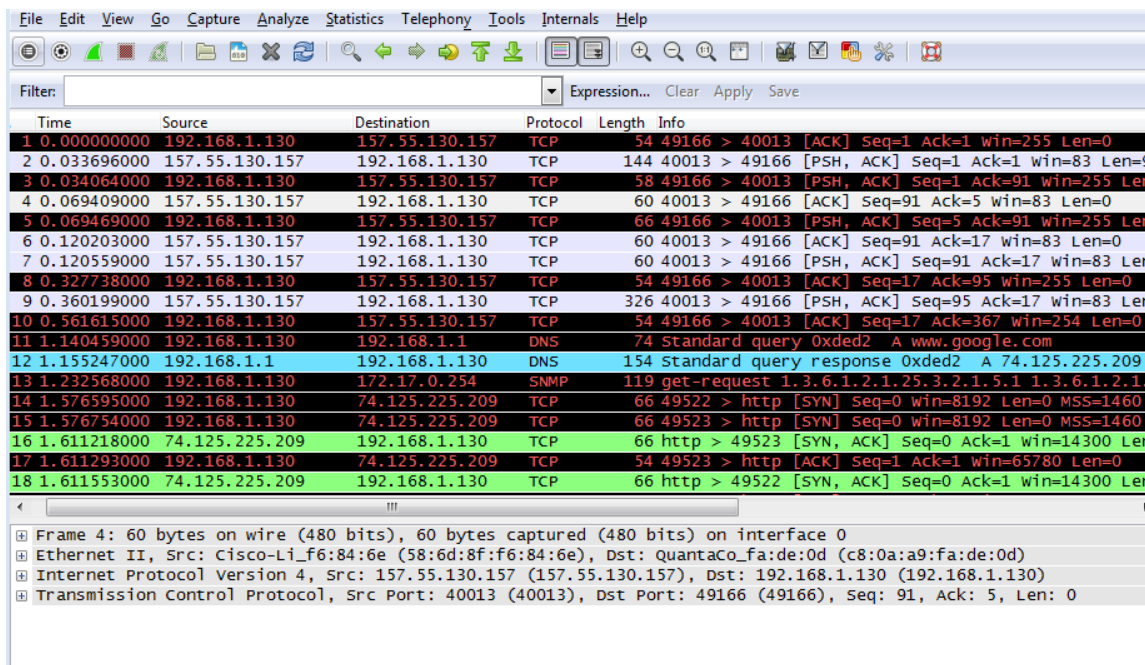 File Edit View Go Capture Analyze Statistics Telephony Tools Internals Help
Filter: Expression... Clear Apply Save
Time Source Destination Protocol Length Info
1 0.000000000 192.168.1.130 157.55.130.157 TCP 54 49166 > 40013 [ACK] Seq=1 Ack=1 Win=255 Len=0
2 0.033696000 157.55.130.157 192.168.1.130 TCP 144 40013 > 49166 [PSH, ACK] Seq=1 Ack=1 Win=83 Len=9
3 0.034064000 192.168.1.130 157.55.130.157 TCP 58 49166 > 40013 [PSH, ACK] Seq=1 Ack=91 Win=255 Len
4 0.069409000 157.55.130.157 192.168.1.130 TCP 60 40013 > 49166 [ACK] Seq=91 Ack=5 Win=83 Len=0
5 0.069469000 192.168.1.130 157.55.130.157 TCP 66 49166 > 40013 [PSH, ACK] Seq=5 Ack=91 Win=255 Len
6 0.120203000 157.55.130.157 192.168.1.130 TCP 60 40013 > 49166 [ACK] Seq=91 Ack=17 Win=83 Len=0
7 0.120559000 157.55.130.157 192.168.1.130 TCP 60 40013 > 49166 [PSH, ACK] Seq=91 Ack=17 Win=83 Len
8 0.327738000 192.168.1.130 157.55.130.157 TCP 54 49166 > 40013 [ACK] Seq=17 Ack=95 Win=255 Len=0
9 0.360199000 157.55.130.157 192.168.1.130 TCP 326 40013 > 49166 [PSH, ACK] Seq=95 Ack=17 Win=83 Len
10 0.561615000 192.168.1.130 157.55.130.157 TCP 54 49166 > 40013 [ACK] Seq=17 Ack=367 Win=254 Len=0
11 1.140459000 192.168.1.130 192.168.1.1 DNS 74 Standard query 0xded2 A www.google.com
12 1.155247000 192.168.1.1 192.168.1.130 DNS 154 Standard query response 0xded2 A 74.125.225.209
13 1.232568000 192.168.1.130 172.17.0.254 SNMP 119 get-request 1.3.6.1.2.1.25.3.2.1.5.1 1.3.6.1.2.1.
14 1.576595000 192.168.1.130 74.125.225.209 TCP 66 49522 > http [SYN] Seq=0 Win=8192 Len=0 MSS=1460
15 1.576754000 192.168.1.130 74.125.225.209 TCP 66 49523 > http [SYN] Seq=0 Win=8192 Len=0 MSS=1460
16 1.611218000 74.125.225.209 192.168.1.130 TCP 66 http > 49523 [SYN, ACK] Seq=0 Ack=1 Win=14300 Len
17 1.611293000 192.168.1.130 74.125.225.209 TCP 54 49523 > http [ACK] Seq=1 Ack=1 Win=65780 Len=0
18 1.611553000 74.125.225.209 192.168.1.130 TCP 66 http > 49522 [SYN, ACK] Seq=0 Ack=1 Win=14300 Len
Frame 4: 60 bytes on wire (480 bits), 60 bytes captured (480 bits) on interface 0
Ethernet II, Src: Cisco-Li_f6:84:6e (58:6d:8f:f6:84:6e), Dst: QuantaCo_fa:de:0d (c8:0a:a9:fa:de:0d)
Internet Protocol Version 4, Src: 157.55.130.157 (157.55.130.157), Dst: 192.168.1.130 (192.168.1.130)
Transmission Control Protocol, Src Port: 40013 (40013), Dst Port: 49166 (49166), Seq: 91, Ack: 5, Len: 0